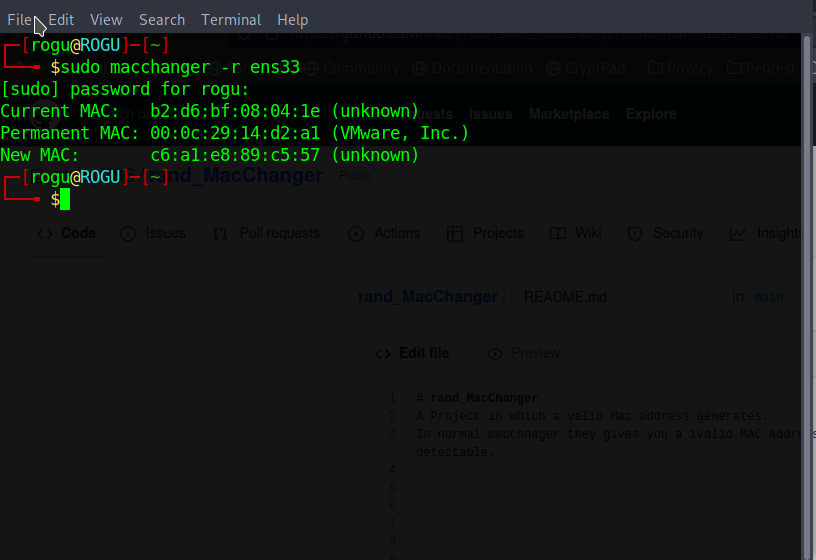 File Edit View Search Terminal Help
┌─[rogu@ROGU]─[~]
└──╼ $sudo macchanger -r ens33
[sudo] password for rogu:
Current MAC:   b2:d6:bf:08:04:1e (unknown)
Permanent MAC: 00:0c:29:14:d2:a1 (VMware, Inc.)
New MAC:       c6:a1:e8:89:c5:57 (unknown)
┌─[rogu@ROGU]─[~]
└──╼ $
Community Documentation CryptPad Privacy Pentest
Issues Marketplace Explore
rand_MacChanger Public
Code Issues Pull requests Actions Projects Wiki Security Insights
rand_MacChanger / README.md in main
Edit file Preview
1 # rand_MacChanger
2 A Project in which a valid Mac address generates.
3 In normal macchnager they gives you a ivalid MAC Address
detectable.
4
5
6
7
8
9